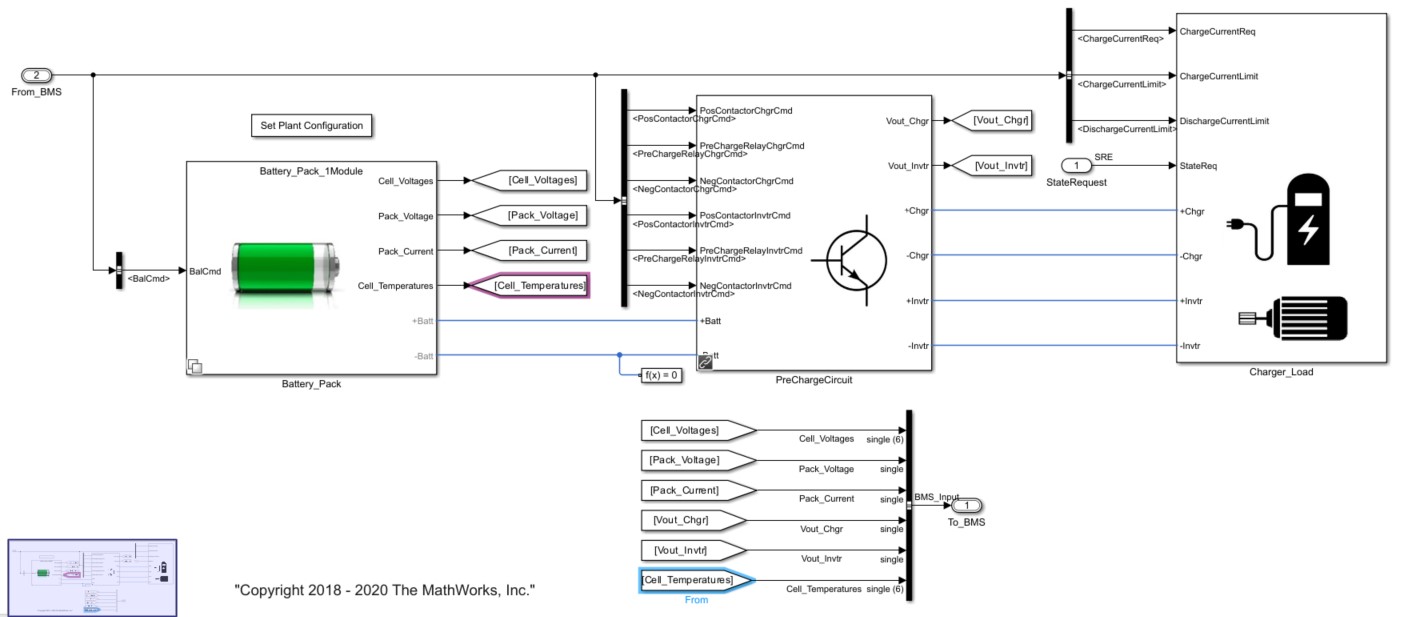 2
From_BMS
Set Plant Configuration
Battery_Pack_1Module
BalCmd
<BalCmd>
Cell_Voltages
Pack_Voltage
Pack_Current
Cell_Temperatures
+Batt
-Batt
Battery_Pack
[Cell_Voltages]
[Pack_Voltage]
[Pack_Current]
[Cell_Temperatures]
f(x) = 0
PosContactorChgrCmd
<PosContactorChgrCmd>
PreChargeRelayChgrCmd
<PreChargeRelayChgrCmd>
NegContactorChgrCmd
<NegContactorChgrCmd>
PosContactorInvtrCmd
<PosContactorInvtrCmd>
PreChargeRelayInvtrCmd
<PreChargeRelayInvtrCmd>
NegContactorInvtrCmd
<NegContactorInvtrCmd>
+Batt
Vout_Chgr
Vout_Invtr
+Chgr
-Chgr
+Invtr
-Invtr
PreChargeCircuit
[Vout_Chgr]
[Vout_Invtr]
<ChargeCurrentReq>
<ChargeCurrentLimit>
<DischargeCurrentLimit>
1
SRE
StateRequest
ChargeCurrentReq
ChargeCurrentLimit
DischargeCurrentLimit
StateReq
+Chgr
-Chgr
+Invtr
-Invtr
Charger_Load
[Cell_Voltages]
Cell_Voltages single (6)
[Pack_Voltage]
Pack_Voltage single
[Pack_Current]
Pack_Current single
[Vout_Chgr]
Vout_Chgr single
[Vout_Invtr]
Vout_Invtr single
[Cell_Temperatures]
Cell_Temperatures single (6)
From
BMS_Input
1
To_BMS
"Copyright 2018 - 2020 The MathWorks, Inc."